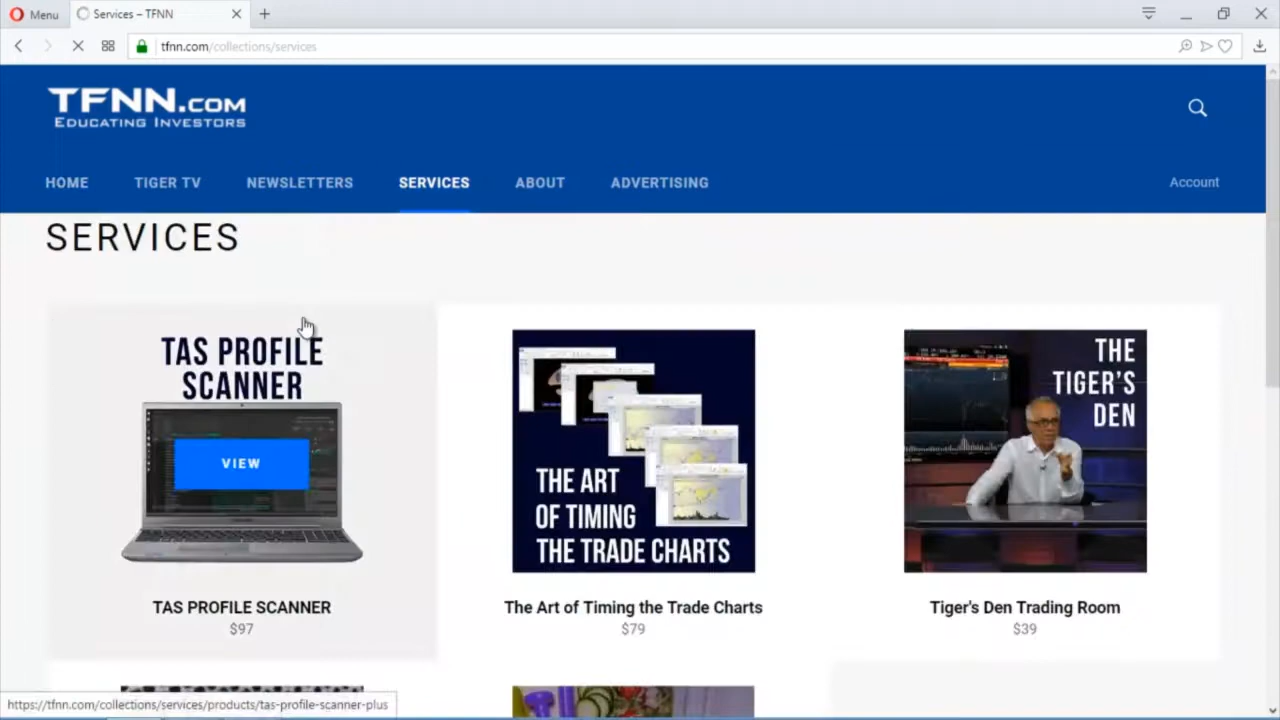 Menu
Services – TFNN
tfnn.com/collections/services
TFNN.COM
EDUCATING INVESTORS
HOME
TIGER TV
NEWSLETTERS
SERVICES
ABOUT
ADVERTISING
Account
SERVICES
TAS PROFILE
SCANNER
VIEW
TAS PROFILE SCANNER
$97
THE ART
OF TIMING
THE TRADE CHARTS
The Art of Timing the Trade Charts
$79
THE
TIGER'S
DEN
Tiger's Den Trading Room
$39
https://tfnn.com/collections/services/products/tas-profile-scanner-plus